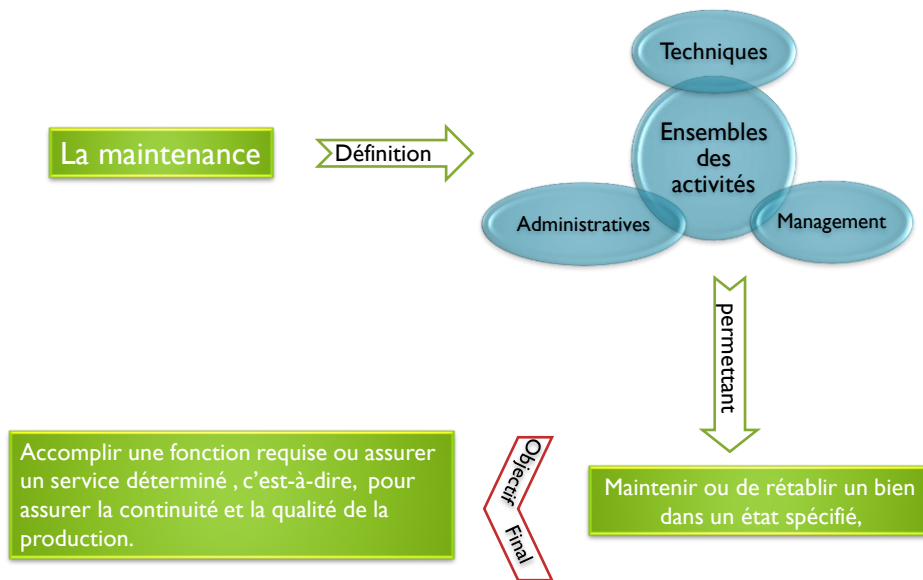 La maintenance
Définition
Techniques
Ensembles
des
activités
Administratives
Management
permettant
Maintenir ou de rétablir un bien
dans un état spécifié,
Objectif
Final
Accomplir une fonction requise ou assurer
un service déterminé , c'est-à-dire, pour
assurer la continuité et la qualité de la
production.